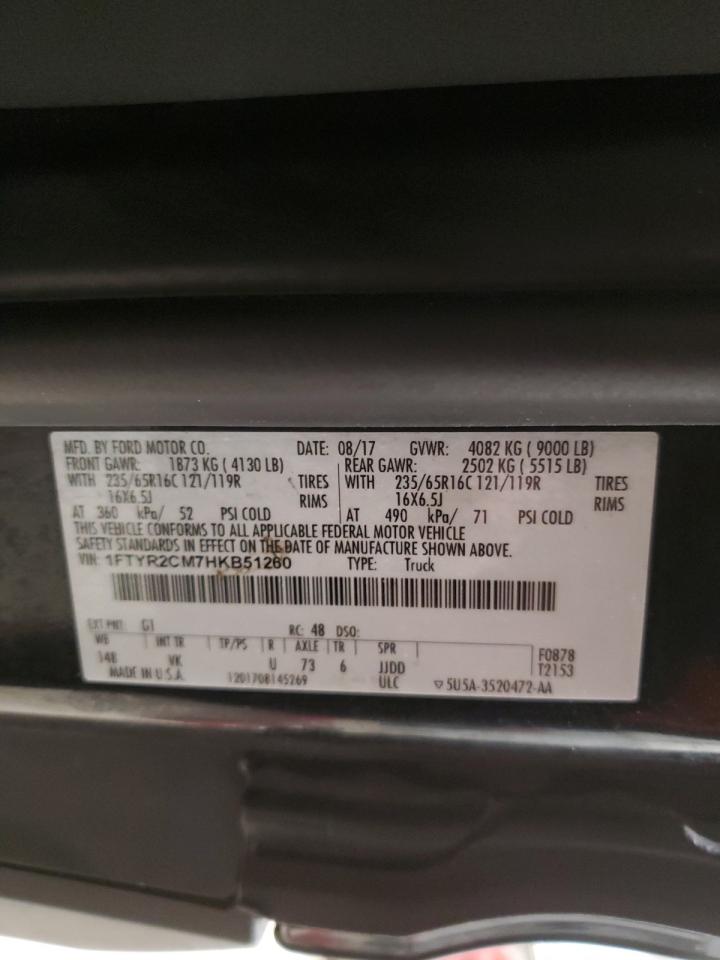 MFD. BY FORD MOTOR CO. DATE: 08/17 GVWR: 4082 KG ( 9000 LB)
FRONT GAWR: 1873 KG ( 4130 LB) REAR GAWR: 2502 KG ( 5515 LB)
WITH 235/65R16C 121/119R TIRES WITH 235/65R16C 121/119R TIRES
16X6.5J RIMS 16X6.5J RIMS
AT 360 kPa/ 52 PSI COLD AT 490 kPa/ 71 PSI COLD
THIS VEHICLE CONFORMS TO ALL APPLICABLE FEDERAL MOTOR VEHICLE
SAFETY STANDARDS IN EFFECT ON THE DATE OF MANUFACTURE SHOWN ABOVE.
VIN: 1FTYR2CM7HKB51260 TYPE: Truck
EXT PNT: G1 RC: 48 DSO:
WB INT TR TP/PS R AXLE TR SPR F0878
148 VK U 73 6 JJDD T2153
MADE IN U.S.A. 1201708145269 ULC ▽5U5A-3520472-AA